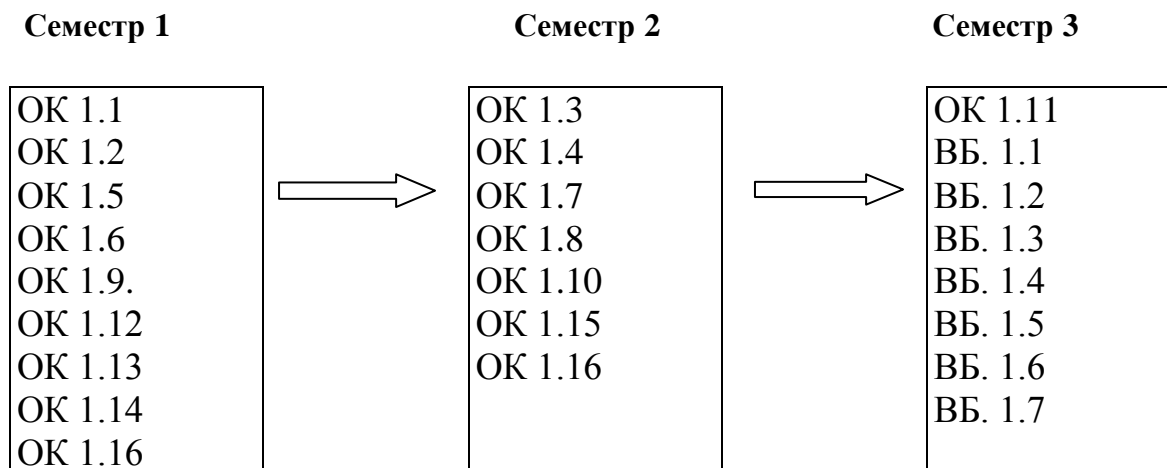 Семестр 1
ОК 1.1
ОК 1.2
ОК 1.5
ОК 1.6
ОК 1.9.
ОК 1.12
ОК 1.13
ОК 1.14
ОК 1.16
Семестр 2
ОК 1.3
ОК 1.4
ОК 1.7
ОК 1.8
ОК 1.10
ОК 1.15
ОК 1.16
Семестр 3
ОК 1.11
ВБ. 1.1
ВБ. 1.2
ВБ. 1.3
ВБ. 1.4
ВБ. 1.5
ВБ. 1.6
ВБ. 1.7